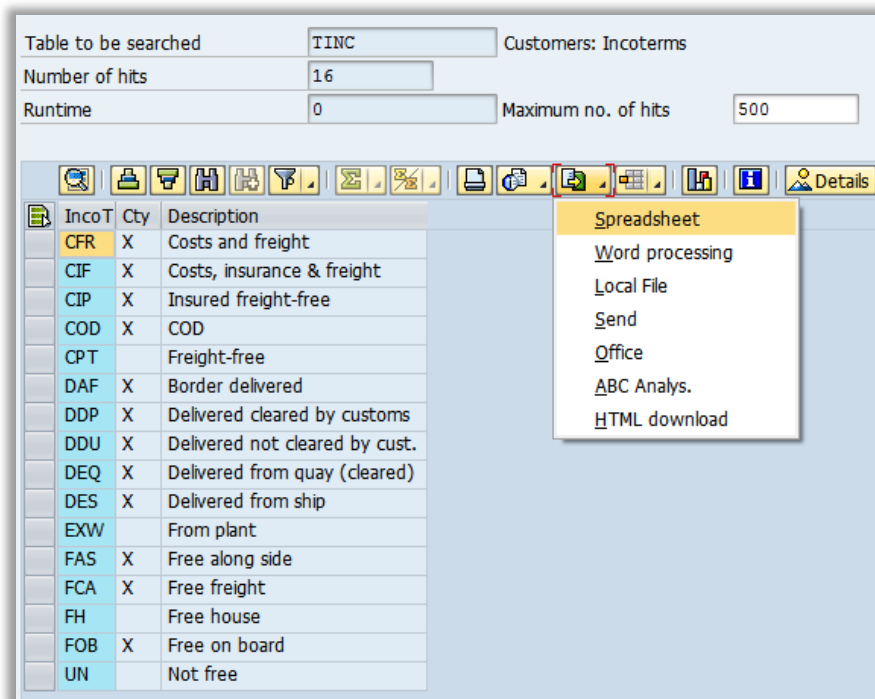 Table to be searched TINC Customers: Incoterms
Number of hits 16
Runtime 0 Maximum no. of hits 500
Details
IncoT Cty Description
CFR X Costs and freight
CIF X Costs, insurance & freight
CIP X Insured freight-free
COD X COD
CPT Freight-free
DAF X Border delivered
DDP X Delivered cleared by customs
DDU X Delivered not cleared by cust.
DEQ X Delivered from quay (cleared)
DES X Delivered from ship
EXW From plant
FAS X Free along side
FCA X Free freight
FH Free house
FOB X Free on board
UN Not free
Spreadsheet
Word processing
Local File
Send
Office
ABC Analys.
HTML download